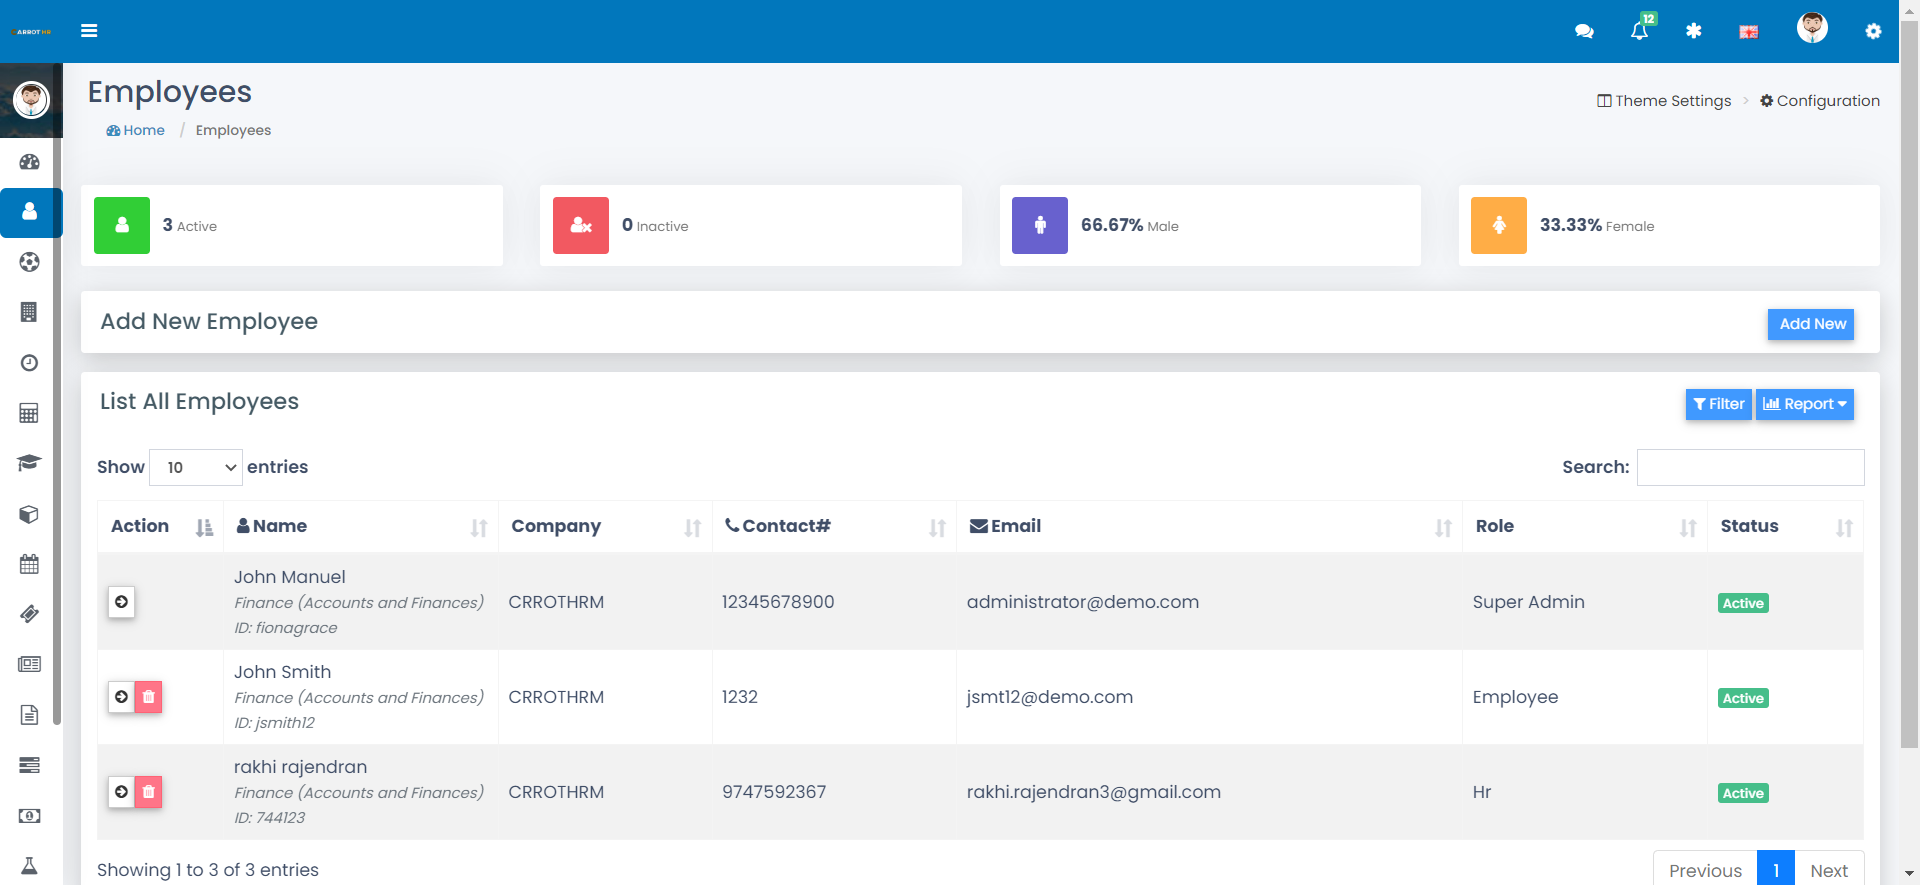 ARROT HR
12
Employees
Theme Settings > Configuration
Home / Employees
3 Active
0 Inactive
66.67% Male
33.33% Female
Add New Employee
Add New
List All Employees
Filter
Report
Show 10 entries
Search:
Action Name Company Contact# Email Role Status
John Manuel
Finance (Accounts and Finances)
ID: fionagrace
CRROTHRM
12345678900
administrator@demo.com
Super Admin
Active
John Smith
Finance (Accounts and Finances)
ID: jsmith12
CRROTHRM
1232
jsmt12@demo.com
Employee
Active
rakhi rajendran
Finance (Accounts and Finances)
ID: 744123
CRROTHRM
9747592367
rakhi.rajendran3@gmail.com
Hr
Active
Showing 1 to 3 of 3 entries
Previous 1 Next